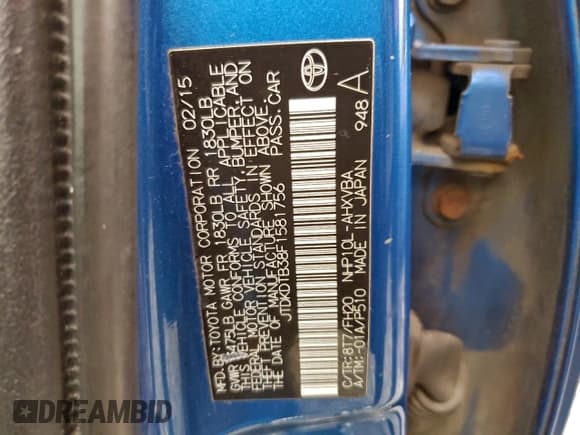 MFD. BY: TOYOTA MOTOR CORPORATION 02/15
GVWR 3475LB GAWR FR 1830LB RR 1830LB
THIS VEHICLE CONFORMS TO ALL APPLICABLE
FEDERAL MOTOR VEHICLE SAFETY, BUMPER, AND
THEFT PREVENTION STANDARDS IN EFFECT ON
THE DATE OF MANUFACTURE SHOWN ABOVE.
JTDKDTB38F1581756 PASS. CAR
C/TR:8T7/FH20 NHP10L-AHXVBA
A/TM:-01A/P510 MADE IN JAPAN 948 A
DREAMBID